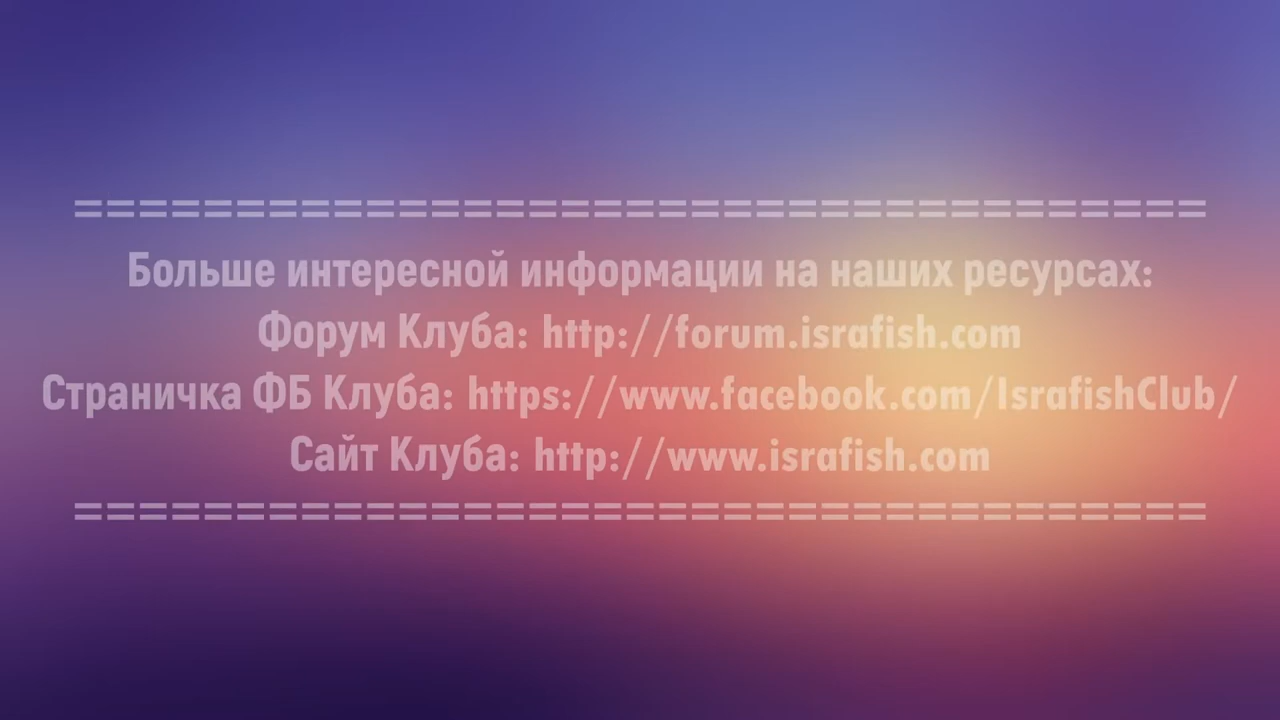 ===================================
Больше интересной информации на наших ресурсах:
Форум Клуба: http://forum.israfish.com
Страничка ФБ Клуба: https://www.facebook.com/IsrafishClub/
Сайт Клуба: http://www.israfish.com
===================================